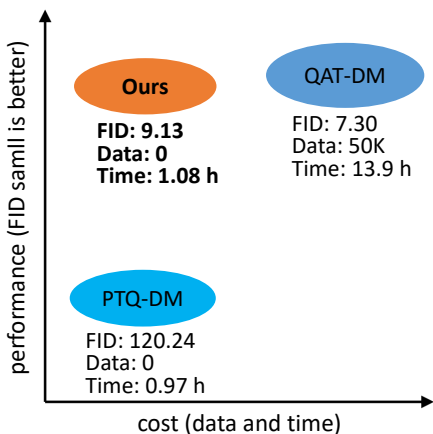 performance (FID samll is better)
Ours
FID: 9.13
Data: 0
Time: 1.08 h
QAT-DM
FID: 7.30
Data: 50K
Time: 13.9 h
PTQ-DM
FID: 120.24
Data: 0
Time: 0.97 h
cost (data and time)